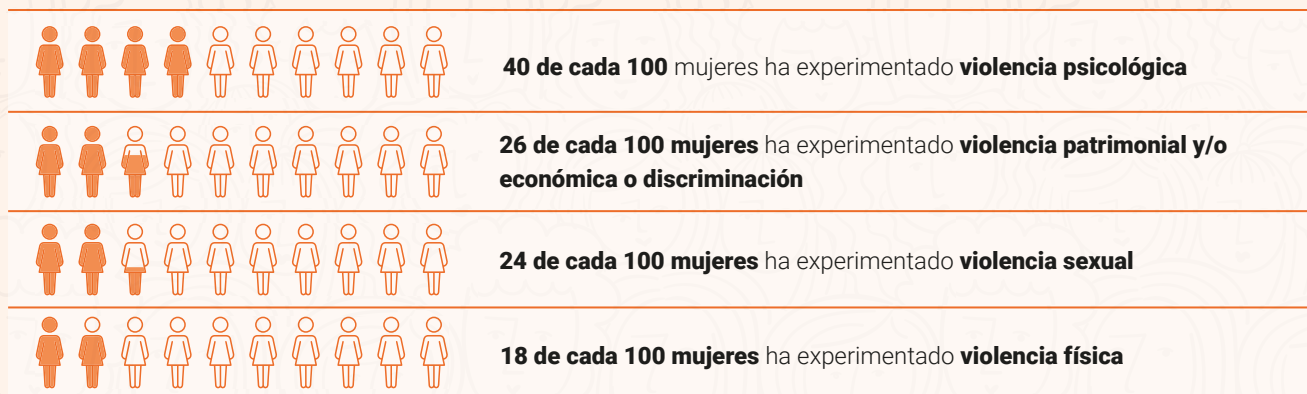 40 de cada 100 mujeres ha experimentado violencia psicológica
26 de cada 100 mujeres ha experimentado violencia patrimonial y/o
económica o discriminación
24 de cada 100 mujeres ha experimentado violencia sexual
18 de cada 100 mujeres ha experimentado violencia física